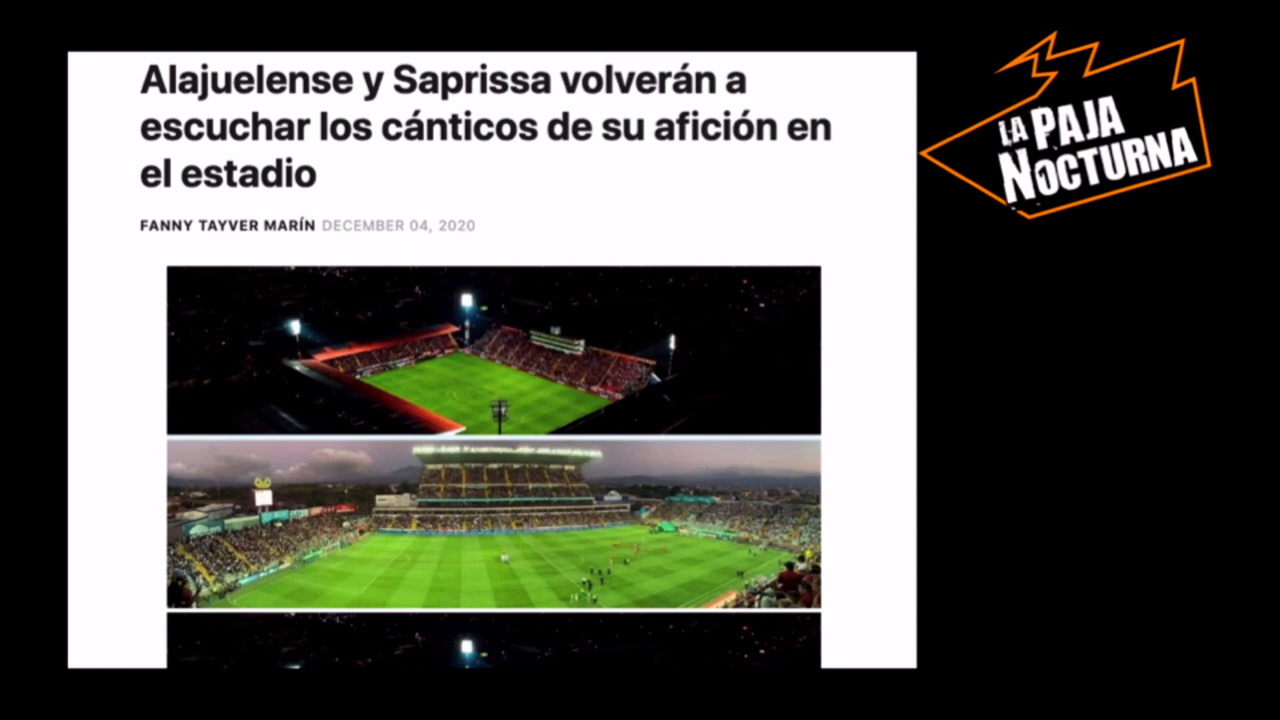 Alajuelense y Saprissa volverán a
escuchar los cánticos de su afición en
el estadio
FANNY TAYVER MARÍN DECEMBER 04, 2020
LA PAJA
NOCTURNA